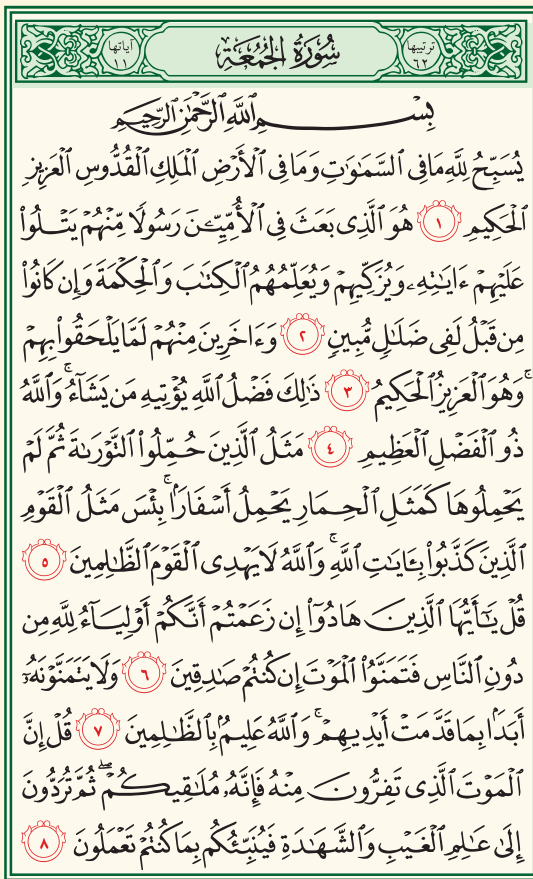 ترتيبها ٦٢ سُورَةُ الجُمُعَةِ آياتها ١١
بِسْمِ ٱللَّهِ ٱلرَّحْمَٰنِ ٱلرَّحِيمِ
يُسَبِّحُ لِلَّهِ مَا فِى ٱلسَّمَٰوَٰتِ وَمَا فِى ٱلْأَرْضِ ٱلْمَلِكِ ٱلْقُدُّوسِ ٱلْعَزِيزِ
ٱلْحَكِيمِ ١ هُوَ ٱلَّذِى بَعَثَ فِى ٱلْأُمِّيِّـۧنَ رَسُولًا مِّنْهُمْ يَتْلُوا۟
عَلَيْهِمْ ءَايَٰتِهِۦ وَيُزَكِّيهِمْ وَيُعَلِّمُهُمُ ٱلْكِتَٰبَ وَٱلْحِكْمَةَ وَإِن كَانُوا۟
مِن قَبْلُ لَفِى ضَلَٰلٍ مُّبِينٍ ٢ وَءَاخَرِينَ مِنْهُمْ لَمَّا يَلْحَقُوا۟ بِهِمْ ۚ
وَهُوَ ٱلْعَزِيزُ ٱلْحَكِيمُ ٣ ذَٰلِكَ فَضْلُ ٱللَّهِ يُؤْتِيهِ مَن يَشَآءُ ۚ وَٱللَّهُ
ذُو ٱلْفَضْلِ ٱلْعَظِيمِ ٤ مَثَلُ ٱلَّذِينَ حُمِّلُوا۟ ٱلتَّوْرَىٰةَ ثُمَّ لَمْ
يَحْمِلُوهَا كَمَثَلِ ٱلْحِمَارِ يَحْمِلُ أَسْفَارًۢا ۚ بِئْسَ مَثَلُ ٱلْقَوْمِ
ٱلَّذِينَ كَذَّبُوا۟ بِـَٔايَٰتِ ٱللَّهِ ۚ وَٱللَّهُ لَا يَهْدِى ٱلْقَوْمَ ٱلظَّٰلِمِينَ ٥
قُلْ يَٰٓأَيُّهَا ٱلَّذِينَ هَادُوٓا۟ إِن زَعَمْتُمْ أَنَّكُمْ أَوْلِيَآءُ لِلَّهِ مِن
دُونِ ٱلنَّاسِ فَتَمَنَّوُا۟ ٱلْمَوْتَ إِن كُنتُمْ صَٰدِقِينَ ٦ وَلَا يَتَمَنَّوْنَهُۥٓ
أَبَدًۢا بِمَا قَدَّمَتْ أَيْدِيهِمْ ۚ وَٱللَّهُ عَلِيمٌۢ بِٱلظَّٰلِمِينَ ٧ قُلْ إِنَّ
ٱلْمَوْتَ ٱلَّذِى تَفِرُّونَ مِنْهُ فَإِنَّهُۥ مُلَٰقِيكُمْ ۖ ثُمَّ تُرَدُّونَ
إِلَىٰ عَٰلِمِ ٱلْغَيْبِ وَٱلشَّهَٰدَةِ فَيُنَبِّئُكُم بِمَا كُنتُمْ تَعْمَلُونَ ٨